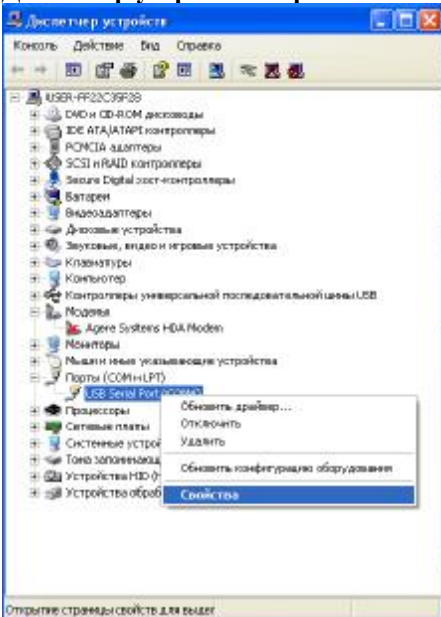 Диспетчер устройств
Консоль Действие Вид Справка
USER-FF22C35F28
DVD и CD-ROM дисководы
IDE ATA/ATAPI контроллеры
PCMCIA адаптеры
SCSI и RAID контроллеры
Secure Digital хост-контроллеры
Батареи
Видеоадаптеры
Дисковые устройства
Звуковые, видео и игровые устройства
Клавиатуры
Компьютер
Контроллеры универсальной последовательной шины USB
Модемы
Agere Systems HDA Modem
Мониторы
Мыши и иные указывающие устройства
Порты (COM и LPT)
USB Serial Port
Обновить драйвер...
Процессоры
Отключить
Сетевые платы
Удалить
Системные устрой
Тома запоминающ
Обновить конфигурацию оборудования
Устройства HID (H
Устройства обраб
Свойства
Открытие страницы свойств для выдел